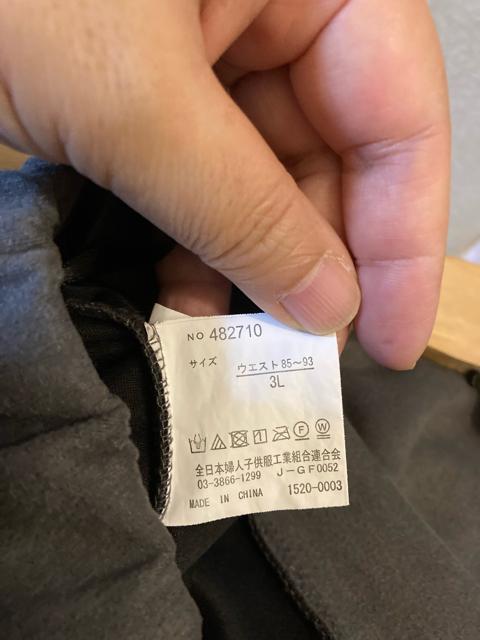 NO 482710
サイズ
ウエスト85～93
3L
F W
全日本婦人子供服工業組合連合会
03-3866-1299 J-GF0052
MADE IN CHINA 1520-0003